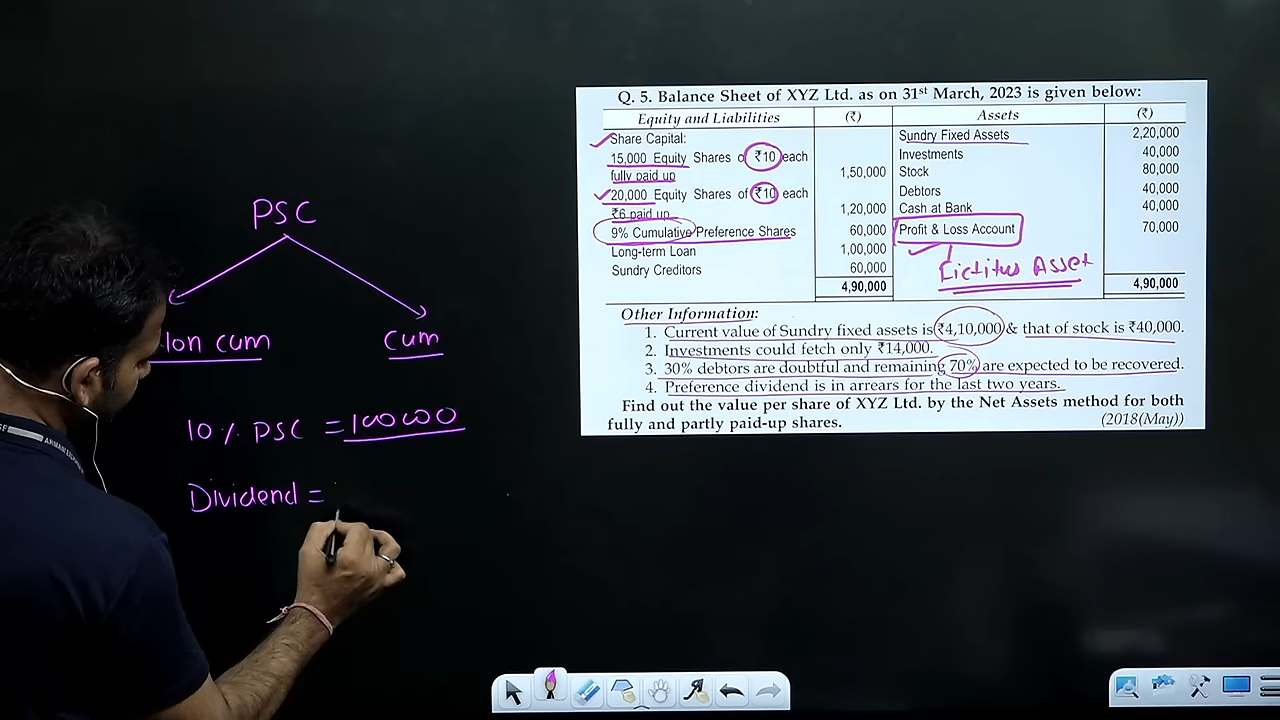 PSC
Non cum
Cum
10 % PSC = 100000
Dividend =
Q. 5. Balance Sheet of XYZ Ltd. as on 31st March, 2023 is given below:
Equity and Liabilities (₹) Assets (₹)
Share Capital: Sundry Fixed Assets 2,20,000
15,000 Equity Shares of ₹10 each Investments 40,000
fully paid up 1,50,000 Stock 80,000
20,000 Equity Shares of ₹10 each Debtors 40,000
₹6 paid up 1,20,000 Cash at Bank 40,000
9% Cumulative Preference Shares 60,000 Profit & Loss Account 70,000
Long-term Loan 1,00,000
Sundry Creditors 60,000
4,90,000 4,90,000
Fictitus Asset
Other Information:
1. Current value of Sundry fixed assets is ₹4,10,000 & that of stock is ₹40,000.
2. Investments could fetch only ₹14,000.
3. 30% debtors are doubtful and remaining 70% are expected to be recovered.
4. Preference dividend is in arrears for the last two years.
Find out the value per share of XYZ Ltd. by the Net Assets method for both
fully and partly paid-up shares. (2018(May))